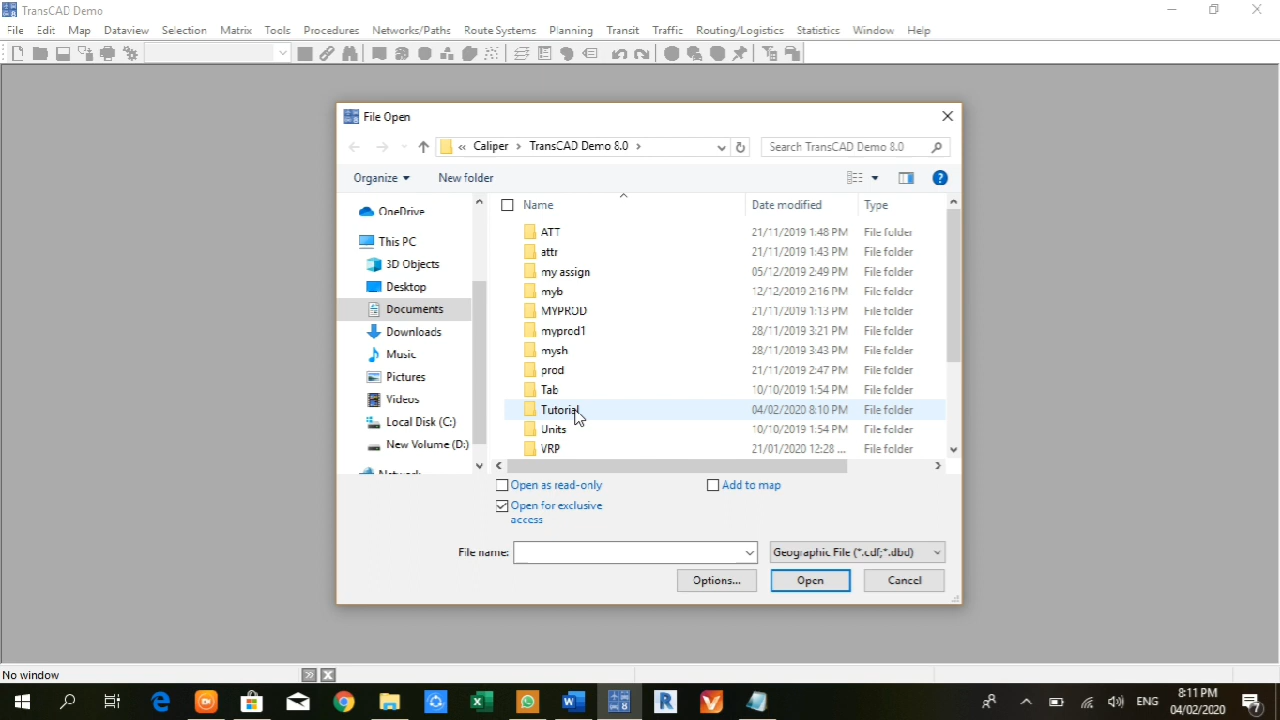 TransCAD Demo
File Edit Map Dataview Selection Matrix Tools Procedures Networks/Paths Route Systems Planning Transit Traffic Routing/Logistics Statistics Window Help
File Open
« Caliper › TransCAD Demo 8.0 ›
Search TransCAD Demo 8.0
Organize
New folder
OneDrive
This PC
3D Objects
Desktop
Documents
Downloads
Music
Pictures
Videos
Local Disk (C:)
New Volume (D:)
Network
Name Date modified Type
ATT 21/11/2019 1:48 PM File folder
attr 21/11/2019 1:43 PM File folder
my assign 05/12/2019 2:49 PM File folder
myb 12/12/2019 2:16 PM File folder
MYPROD 21/11/2019 1:13 PM File folder
myprod1 28/11/2019 3:21 PM File folder
mysh 28/11/2019 3:43 PM File folder
prod 21/11/2019 2:47 PM File folder
Tab 10/10/2019 1:54 PM File folder
Tutorial 04/02/2020 8:10 PM File folder
Units 10/10/2019 1:54 PM File folder
VRP 21/01/2020 12:28 ... File folder
Open as read-only
Add to map
Open for exclusive
access
File name:
Geographic File (*.cdf;*.dbd)
Options...
Open
Cancel
No window
ENG
8:11 PM
04/02/2020
7